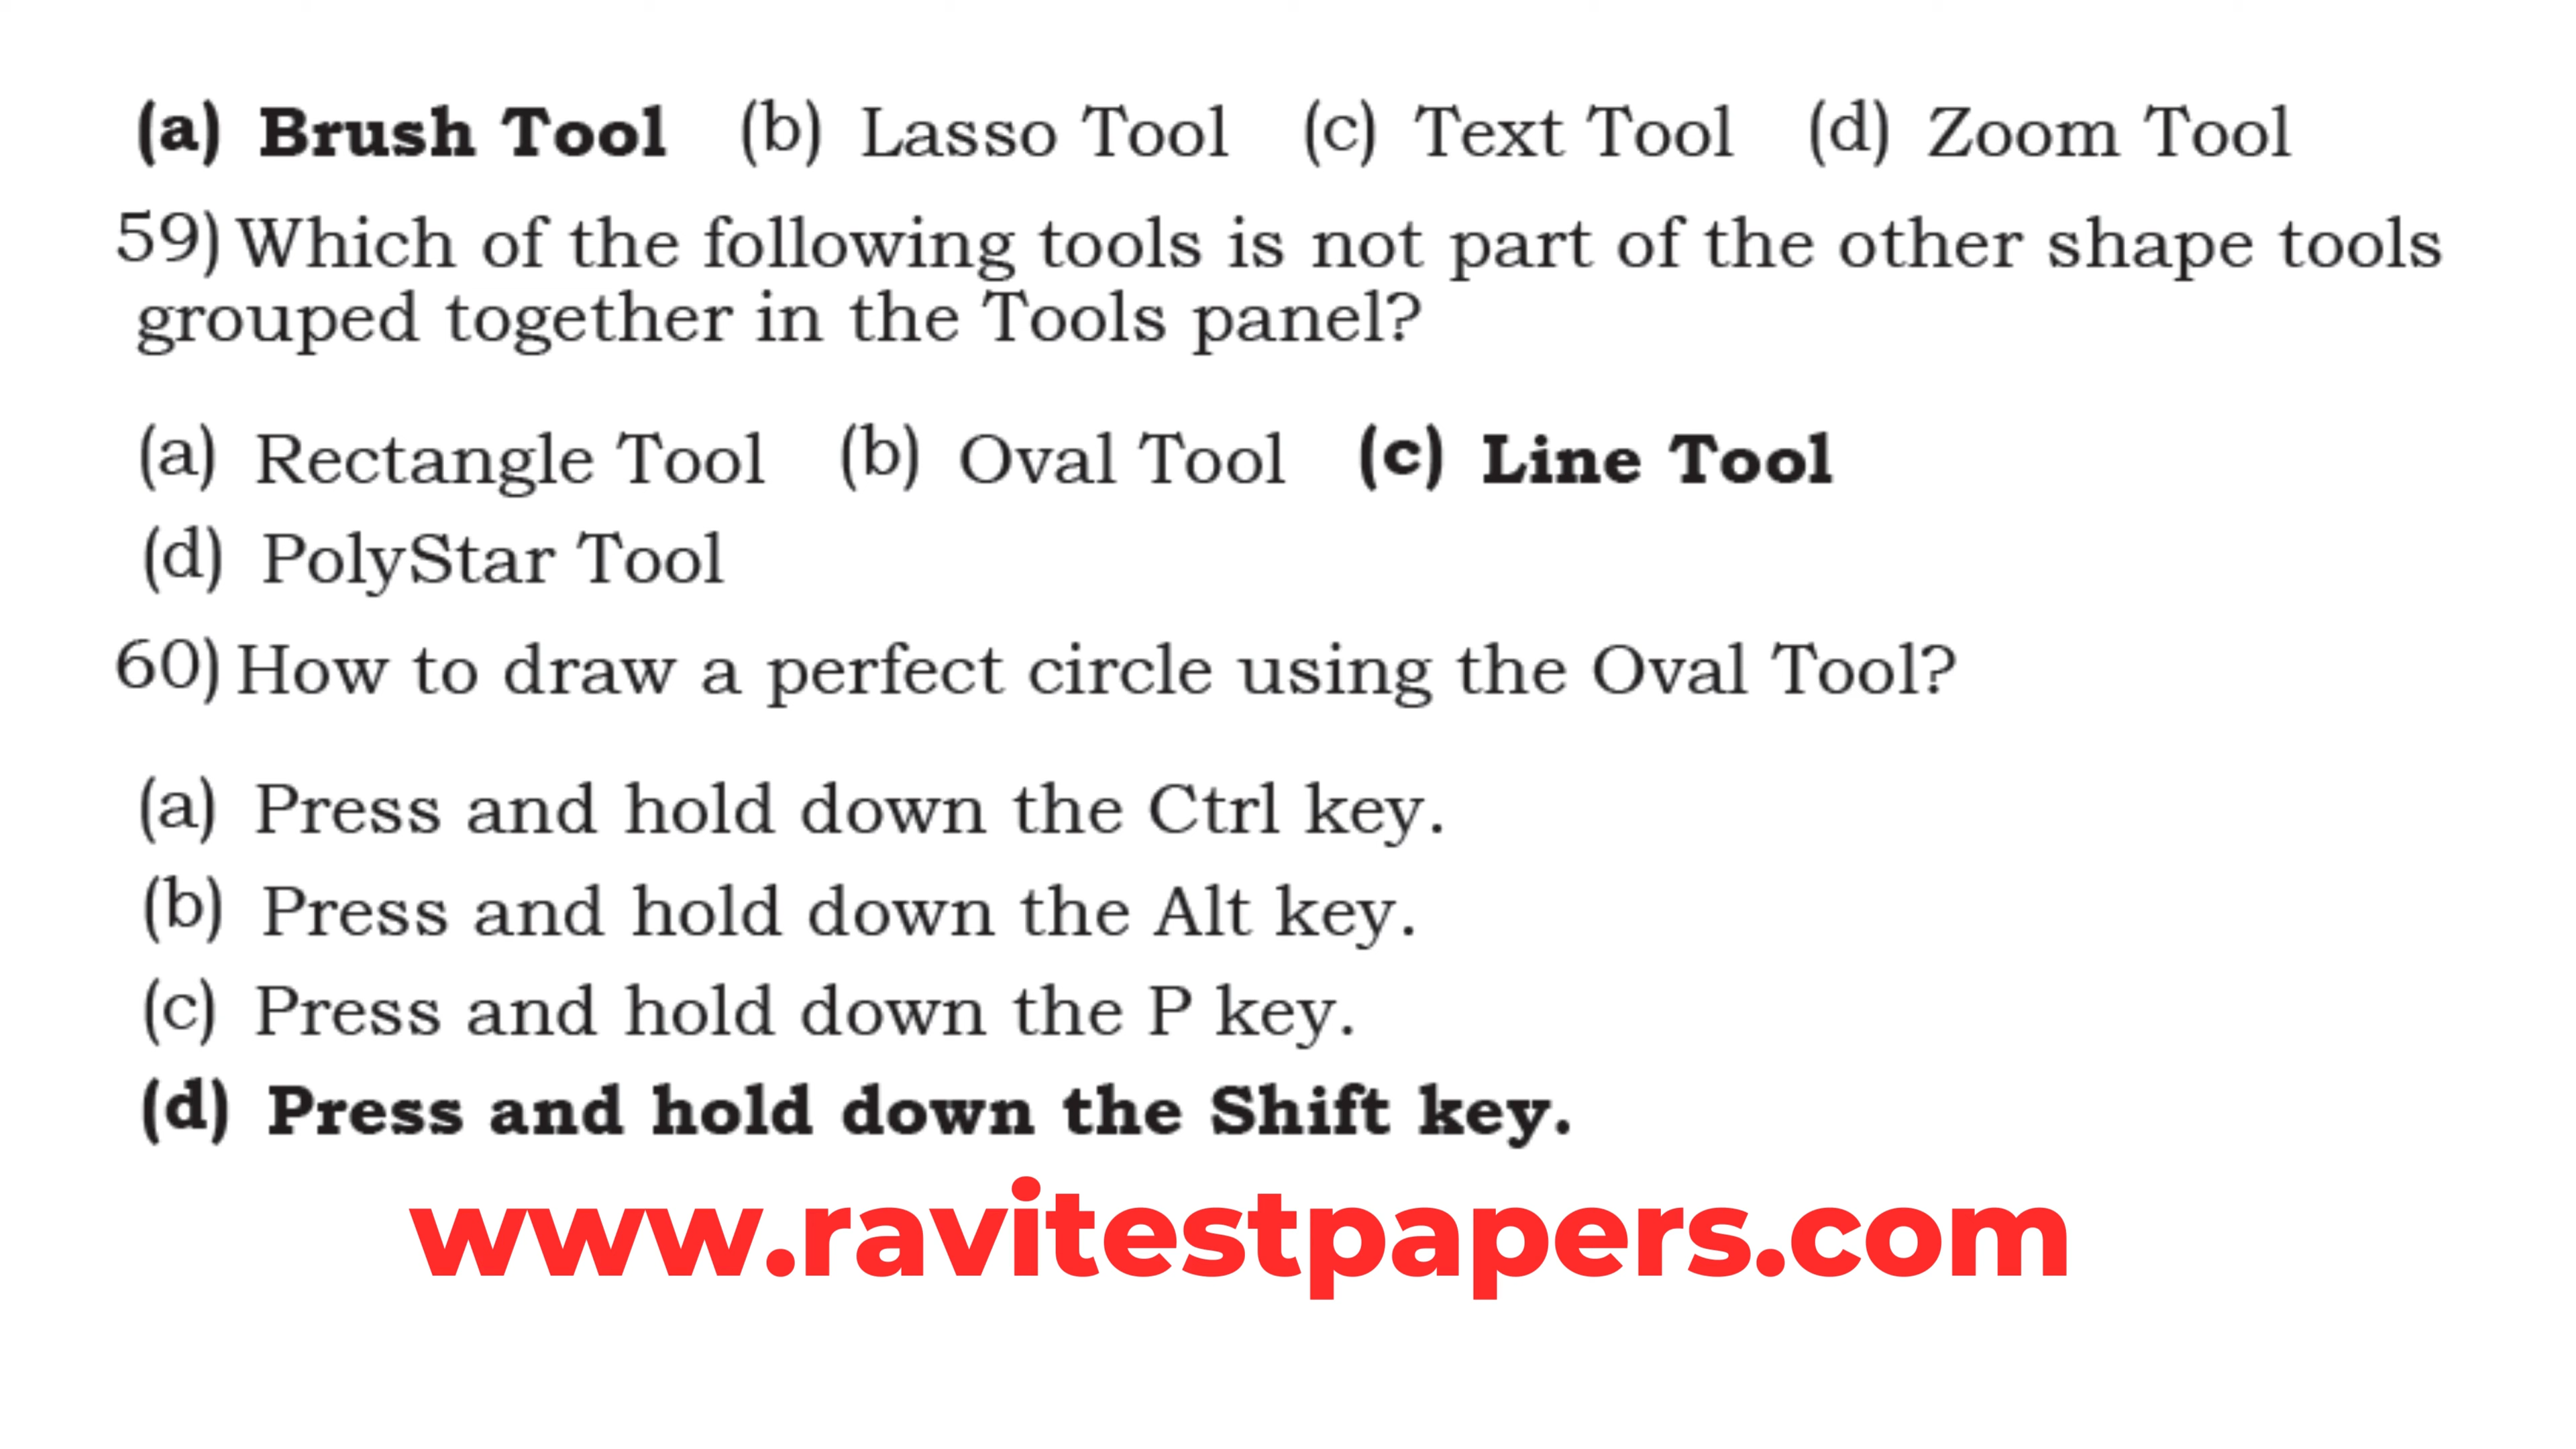 (a) Brush Tool (b) Lasso Tool (c) Text Tool (d) Zoom Tool
59) Which of the following tools is not part of the other shape tools
grouped together in the Tools panel?
(a) Rectangle Tool (b) Oval Tool (c) Line Tool
(d) PolyStar Tool
60) How to draw a perfect circle using the Oval Tool?
(a) Press and hold down the Ctrl key.
(b) Press and hold down the Alt key.
(c) Press and hold down the P key.
(d) Press and hold down the Shift key.
www.ravitestpapers.com